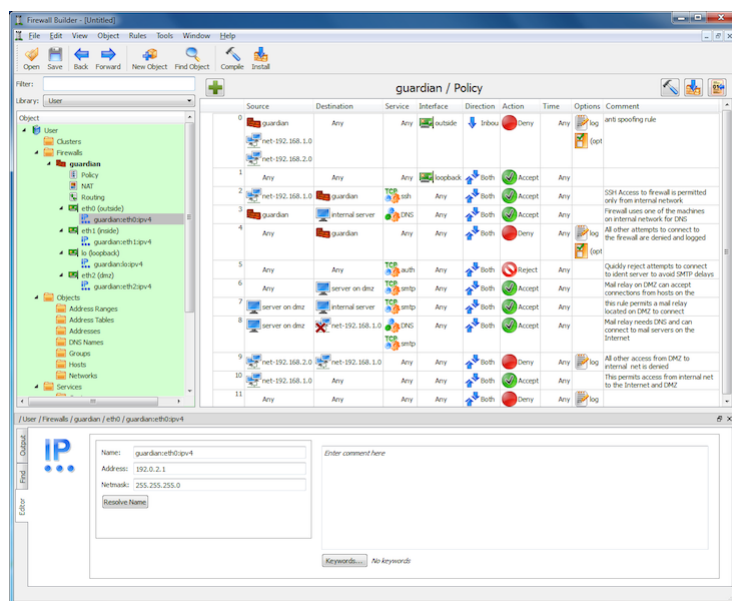 Firewall Builder - [Untitled]
File Edit View Object Rules Tools Window Help
Open Save Back Forward New Object Find Object Compile Install
Filter:
guardian / Policy
Library: User
Object
User
Clusters
Firewalls
guardian
Policy
NAT
Routing
eth0 (outside)
guardian:eth0:ipv4
eth1 (inside)
guardian:eth1:ipv4
lo (loopback)
guardian:lo:ipv4
eth2 (dmz)
guardian:eth2:ipv4
Objects
Address Ranges
Address Tables
Addresses
DNS Names
Groups
Hosts
Networks
Services
Source Destination Service Interface Direction Action Time Options Comment
0 guardian Any Any outside Inbou Deny Any log anti spoofing rule
net-192.168.1.0 (opt
net-192.168.2.0
1 Any Any Any loopback Both Accept Any
2 net-192.168.1.0 guardian TCP ssh Any Both Accept Any SSH Access to firewall is permitted
only from internal network
3 guardian internal server DNS Any Both Accept Any Firewall uses one of the machines
on internal network for DNS
4 Any guardian Any Any Both Deny Any log All other attempts to connect to
the firewall are denied and logged
(opt
5 Any Any TCP auth Any Both Reject Any Quickly reject attempts to connect
to ident server to avoid SMTP delays
6 Any server on dmz TCP smtp Any Both Accept Any Mail relay on DMZ can accept
connections from hosts on the
7 server on dmz internal server TCP smtp Any Both Accept Any this rule permits a mail relay
located on DMZ to connect
8 server on dmz net-192.168.1.0 DNS Any Both Accept Any Mail relay needs DNS and can
connect to mail servers on the
TCP smtp Internet
9 net-192.168.2.0 net-192.168.1.0 Any Any Both Deny Any log All other access from DMZ to
internal net is denied
10 net-192.168.1.0 Any Any Any Both Accept Any This permits access from internal net
to the Internet and DMZ
11 Any Any Any Any Both Deny Any log
/User / Firewalls / guardian / eth0 / guardian:eth0:ipv4
Output
Find
Editor
IP
Name: guardian:eth0:ipv4
Address: 192.0.2.1
Netmask: 255.255.255.0
Resolve Name
Enter comment here
Keywords... No keywords